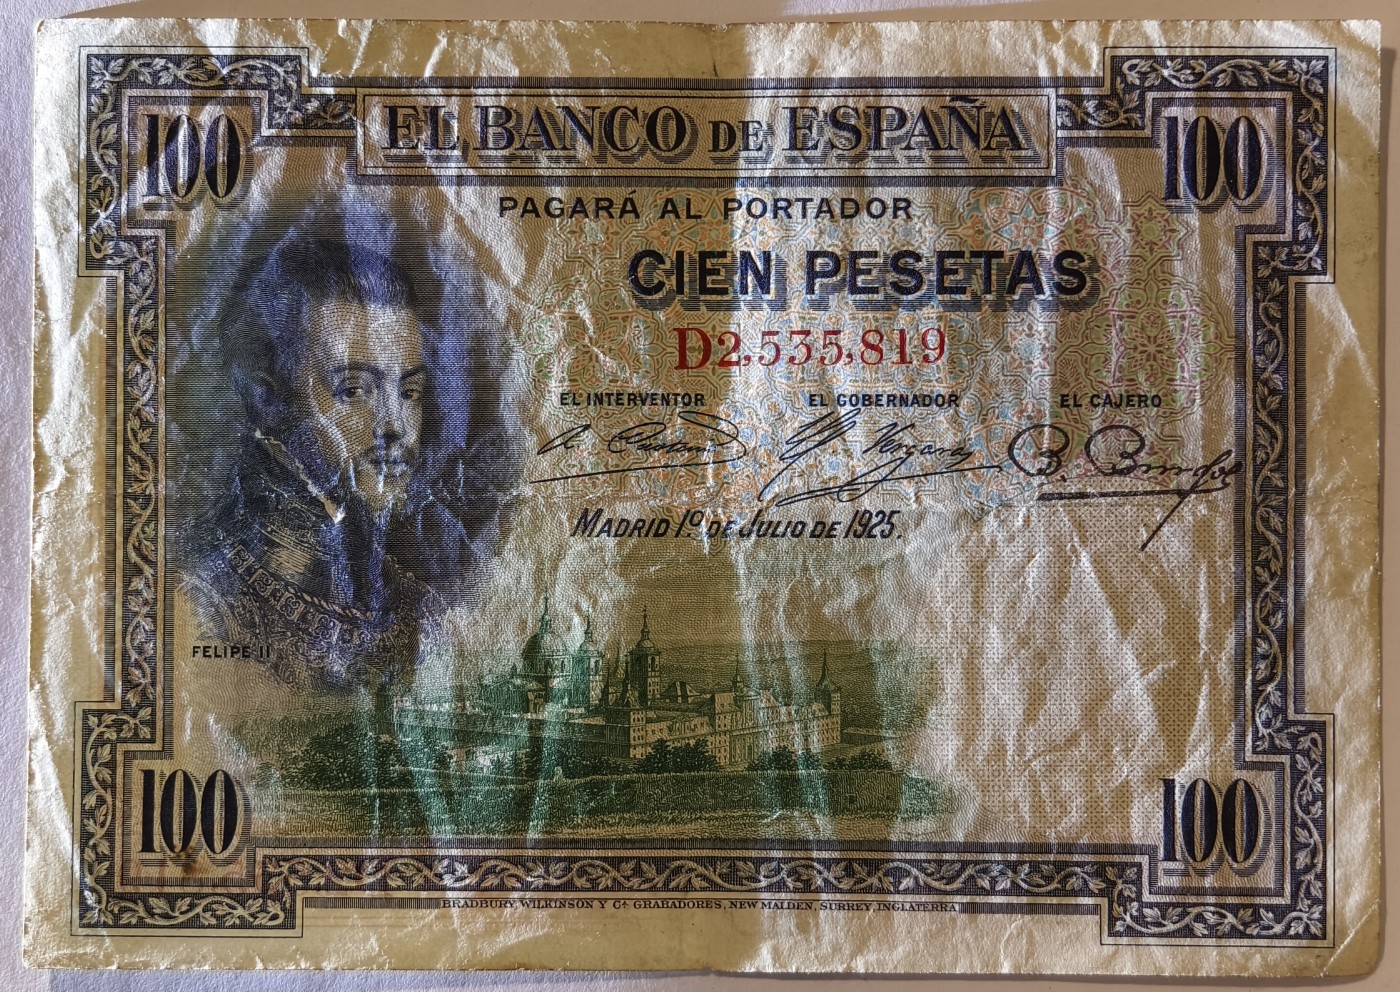 100 EL BANCO DE ESPAÑA 100
PAGARÁ AL PORTADOR
CIEN PESETAS
D2,535,819
EL INTERVENTOR EL GOBERNADOR EL CAJERO
Vergara
MADRID 1º DE JULIO DE 1925.
FELIPE II
100 100
BRADBURY, WILKINSON Y Cª GRABADORES, NEW MALDEN, SURREY, INGLATERRA